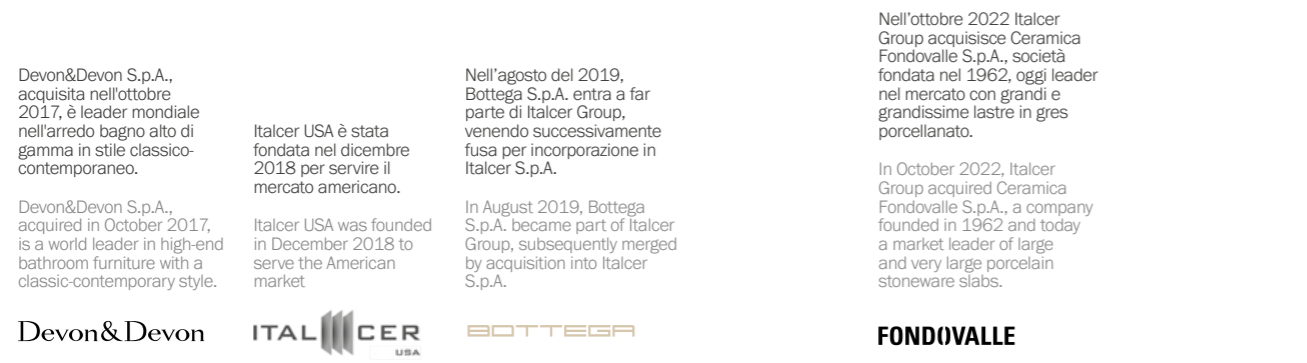 Devon&Devon S.p.A.,
acquisita nell'ottobre
2017, è leader mondiale
nell'arredo bagno alto di
gamma in stile classico-
contemporaneo.
Devon&Devon S.p.A.,
acquired in October 2017,
is a world leader in high-end
bathroom furniture with a
classic-contemporary style.
Devon&Devon
Italcer USA è stata
fondata nel dicembre
2018 per servire il
mercato americano.
Italcer USA was founded
in December 2018 to
serve the American
market
ITALCER
USA
Nell'agosto del 2019,
Bottega S.p.A. entra a far
parte di Italcer Group,
venendo successivamente
fusa per incorporazione in
Italcer S.p.A.
In August 2019, Bottega
S.p.A. became part of Italcer
Group, subsequently merged
by acquisition into Italcer
S.p.A.
BOTTEGA
Nell'ottobre 2022 Italcer
Group acquisisce Ceramica
Fondovalle S.p.A., società
fondata nel 1962, oggi leader
nel mercato con grandi e
grandissime lastre in gres
porcellanato.
In October 2022, Italcer
Group acquired Ceramica
Fondovalle S.p.A., a company
founded in 1962 and today
a market leader of large
and very large porcelain
stoneware slabs.
FONDOVALLE